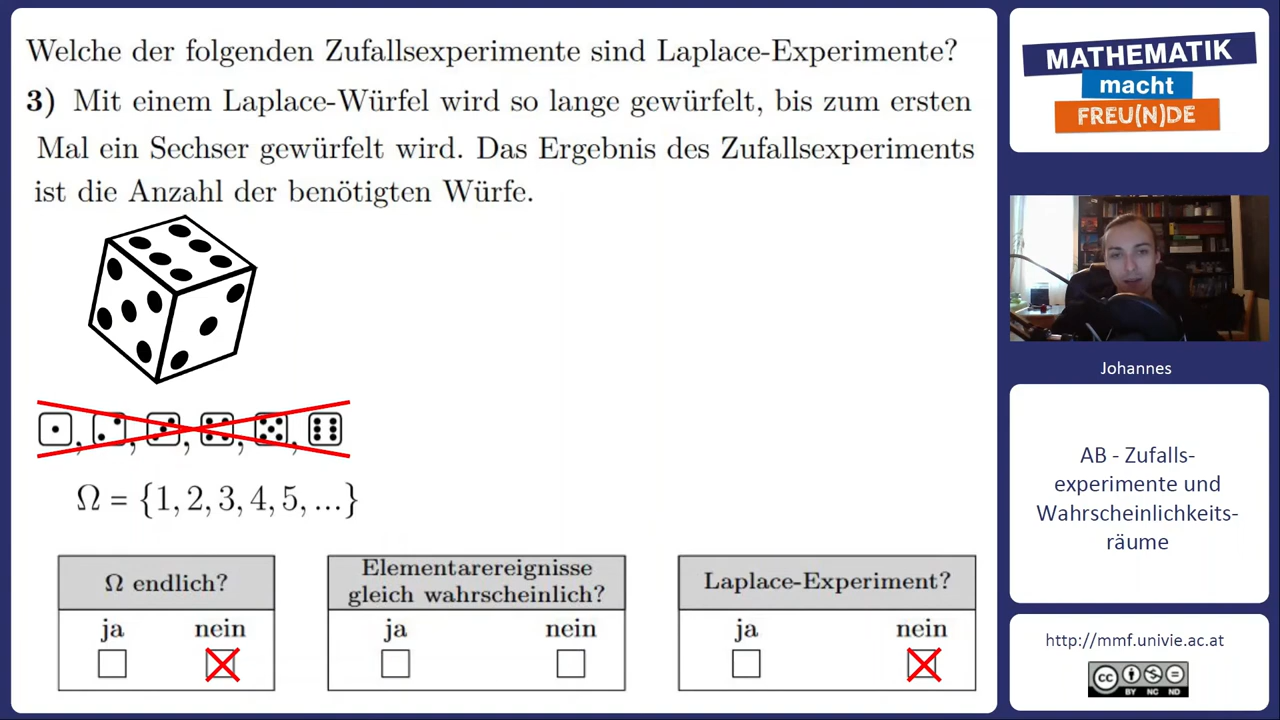 Welche der folgenden Zufallsexperimente sind Laplace-Experimente?
3) Mit einem Laplace-Würfel wird so lange gewürfelt, bis zum ersten
Mal ein Sechser gewürfelt wird. Das Ergebnis des Zufallsexperiments
ist die Anzahl der benötigten Würfe.
, , , , ,
Ω = {1, 2, 3, 4, 5, ...}
Ω endlich?
ja nein
Elementarereignisse
gleich wahrscheinlich?
ja nein
Laplace-Experiment?
ja nein
MATHEMATIK
macht
FREU(N)DE
Johannes
AB - Zufalls-
experimente und
Wahrscheinlichkeits-
räume
http://mmf.univie.ac.at
cc
BY NC ND